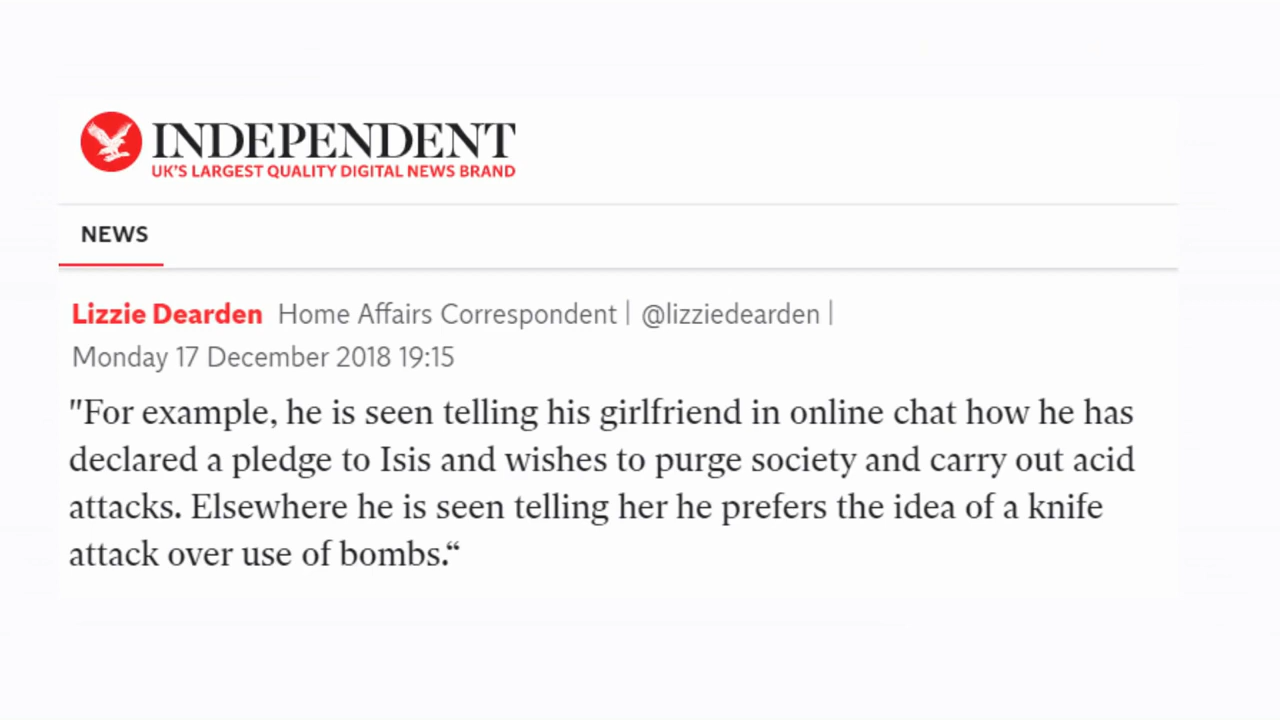 INDEPENDENT
UK'S LARGEST QUALITY DIGITAL NEWS BRAND
NEWS
Lizzie Dearden Home Affairs Correspondent | @lizziedearden |
Monday 17 December 2018 19:15
"For example, he is seen telling his girlfriend in online chat how he has
declared a pledge to Isis and wishes to purge society and carry out acid
attacks. Elsewhere he is seen telling her he prefers the idea of a knife
attack over use of bombs.“